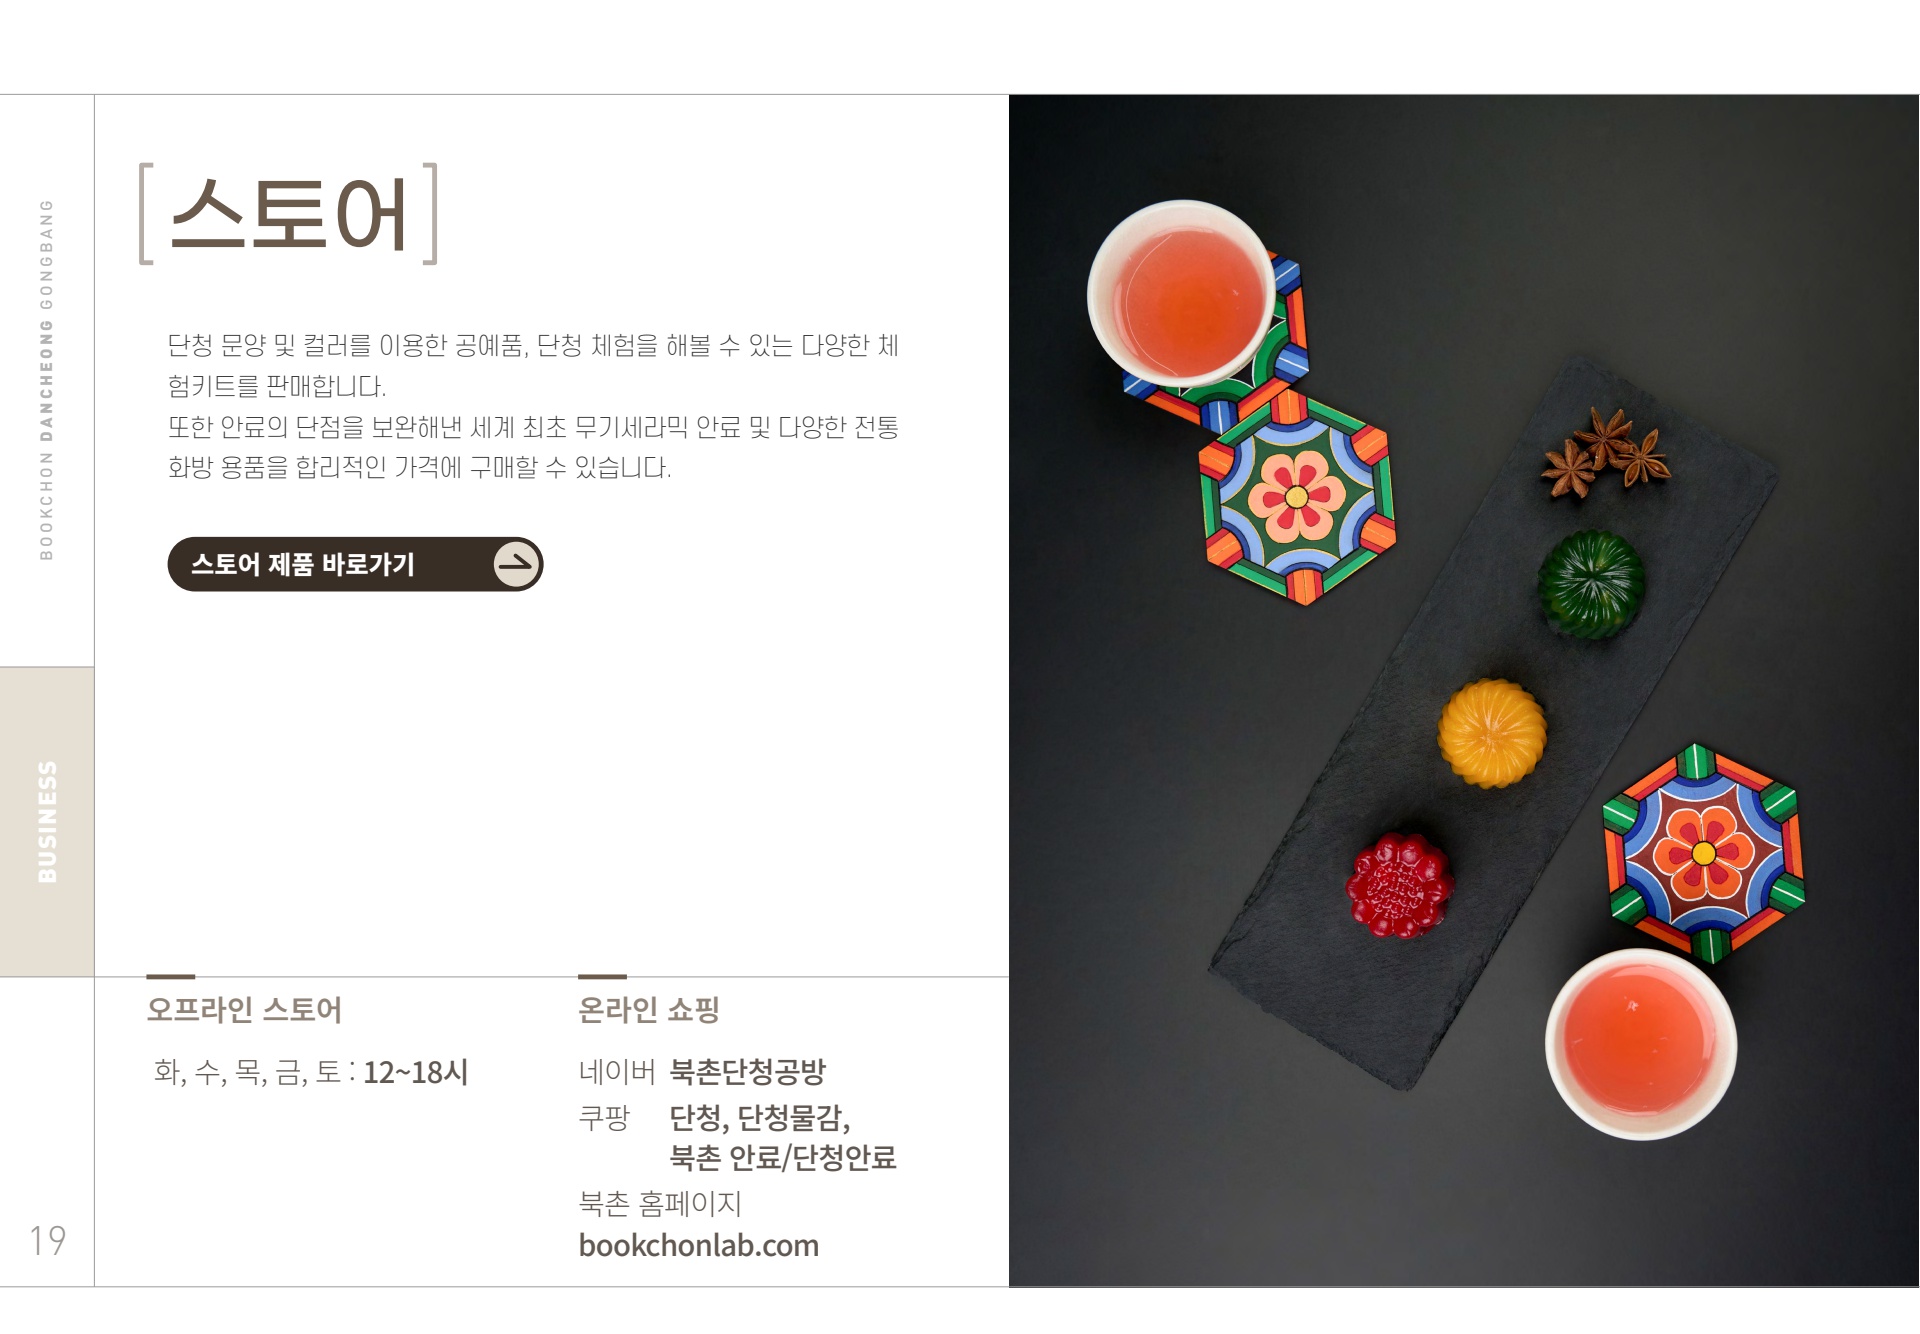 BOOKCHON DANCHEONG GONGBANG
BUSINESS
19
[스토어]
단청 문양 및 컬러를 이용한 공예품, 단청 체험을 해볼 수 있는 다양한 체
험키트를 판매합니다.
또한 안료의 단점을 보완해낸 세계 최초 무기세라믹 안료 및 다양한 전통
화방 용품을 합리적인 가격에 구매할 수 있습니다.
스토어 제품 바로가기
오프라인 스토어
화, 수, 목, 금, 토 : 12~18시
온라인 쇼핑
네이버 북촌단청공방
쿠팡 단청, 단청물감,
북촌 안료/단청안료
북촌 홈페이지
bookchonlab.com